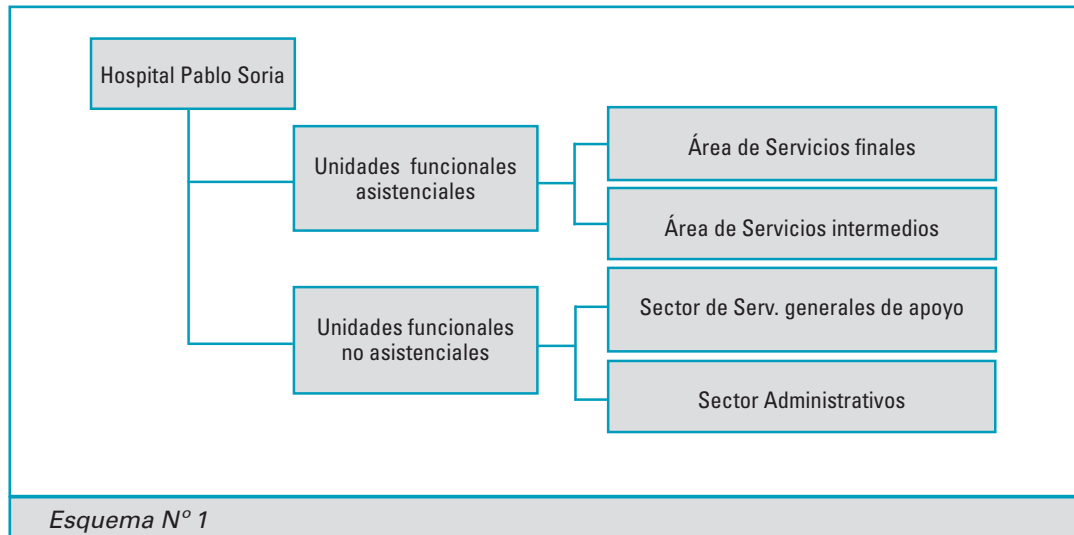 Hospital Pablo Soria
Unidades funcionales
asistenciales
Área de Servicios finales
Área de Servicios intermedios
Unidades funcionales
no asistenciales
Sector de Serv. generales de apoyo
Sector Administrativos
Esquema Nº 1